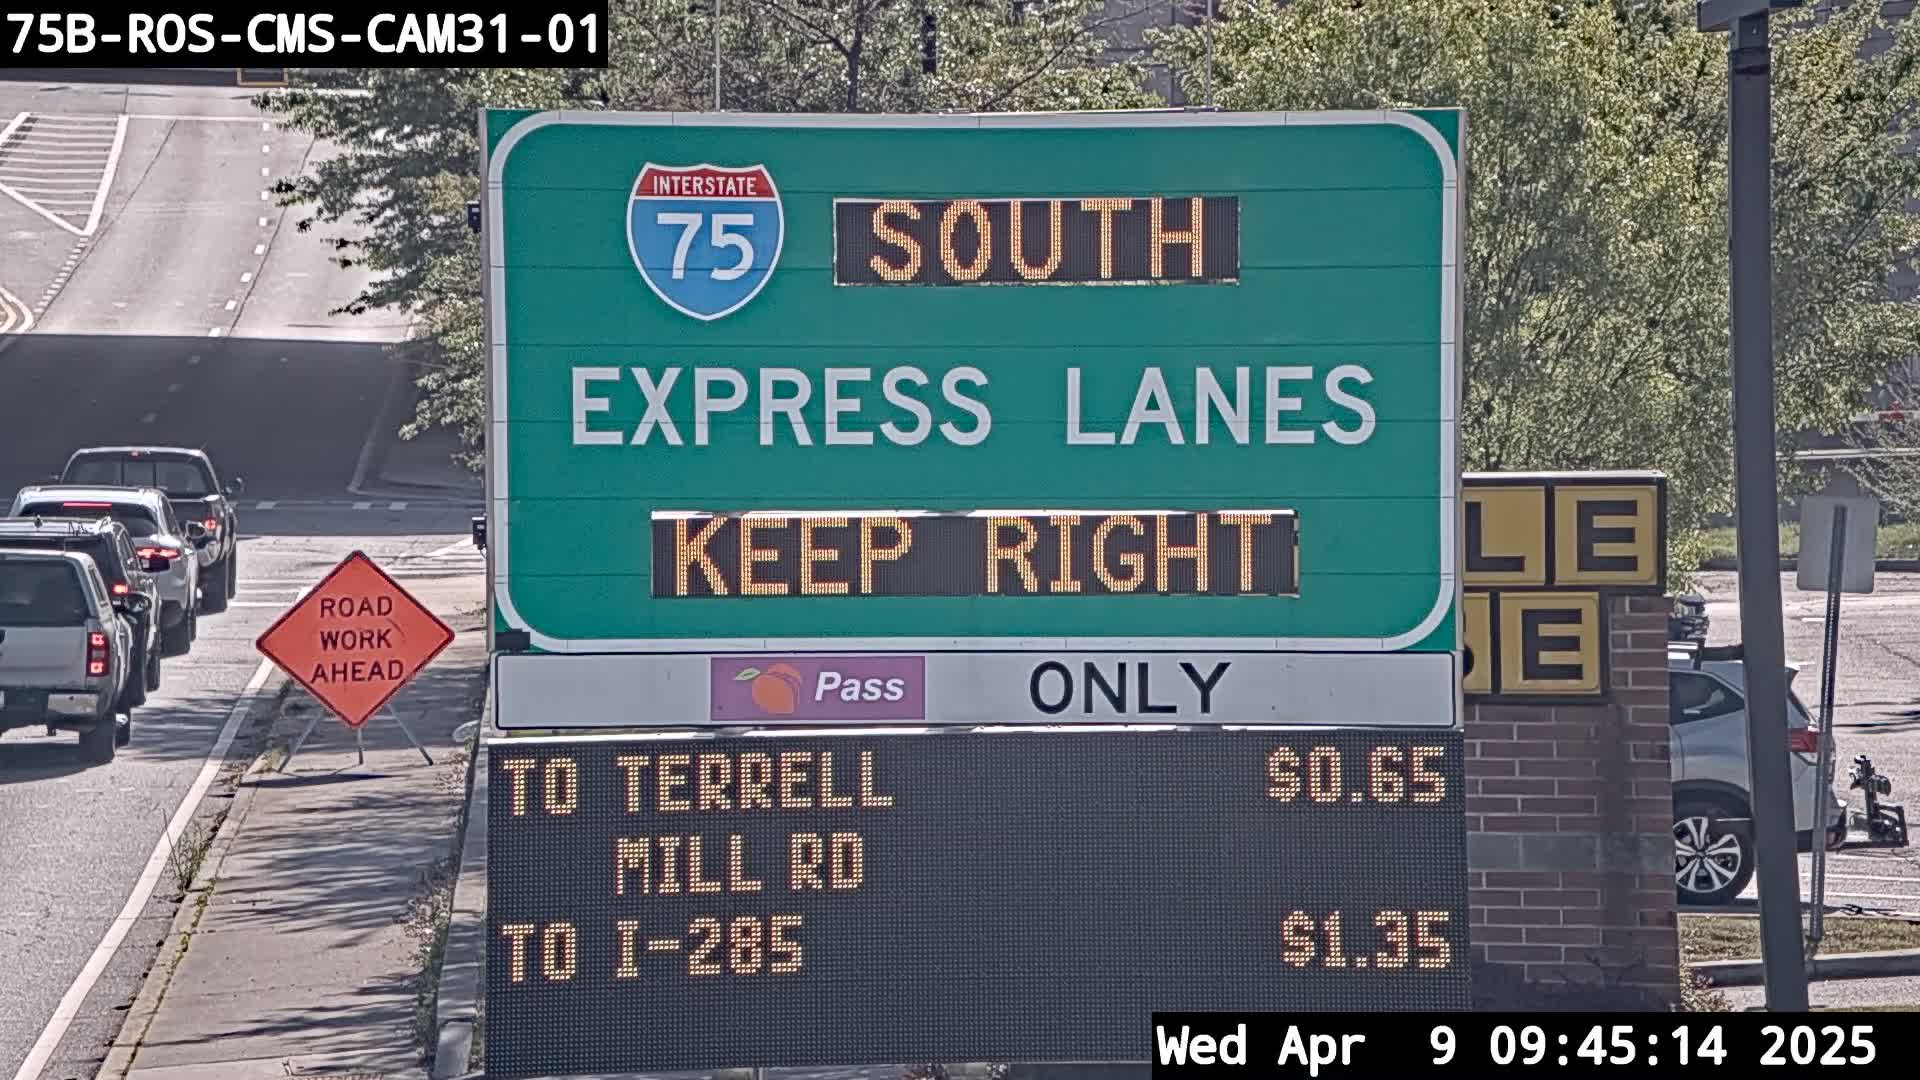 75B-ROS-CMS-CAM31-01
INTERSTATE
75
SOUTH
EXPRESS LANES
KEEP RIGHT
Pass ONLY
TO TERRELL $0.65
MILL RD
TO I-285 $1.35
ROAD
WORK
AHEAD
LE
E
Wed Apr 9 09:45:14 2025